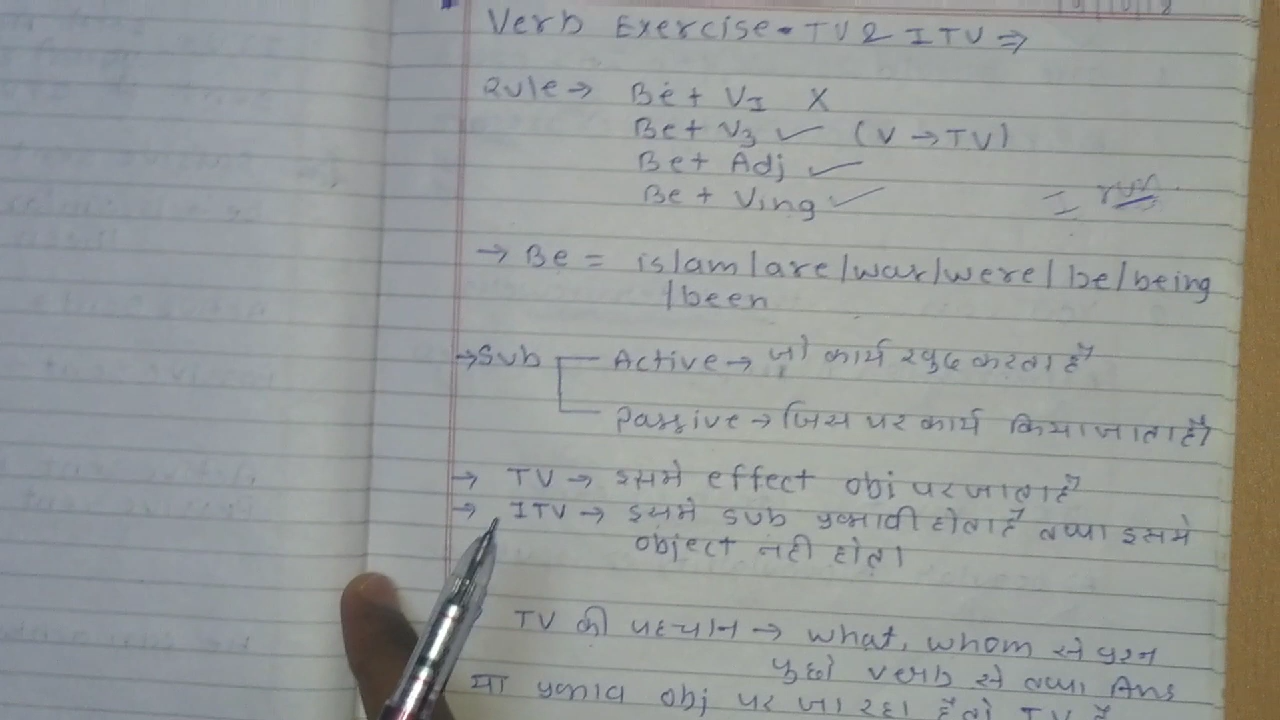 Verb Exercise - TV & ITV ⇒
Rule → Be + V1 X
Be + V3 ✓ (V → TV)
Be + Adj ✓
Be + Ving ✓
I run
→ Be = is/am/are/was/were/be/being
/been
→ Sub Active → जो कार्य खुद करता है
Passive → जिस पर कार्य किया जाता है
→ TV → इसमे effect obj पर जाता है
→ ITV → इसमे sub प्रभावी होता है तथा इसमे
object नही होता
TV की पहचान → what, whom से प्रश्न
पुछो verb से तथा Ans
या प्रभाव obj पर जा रहा है तो TV है